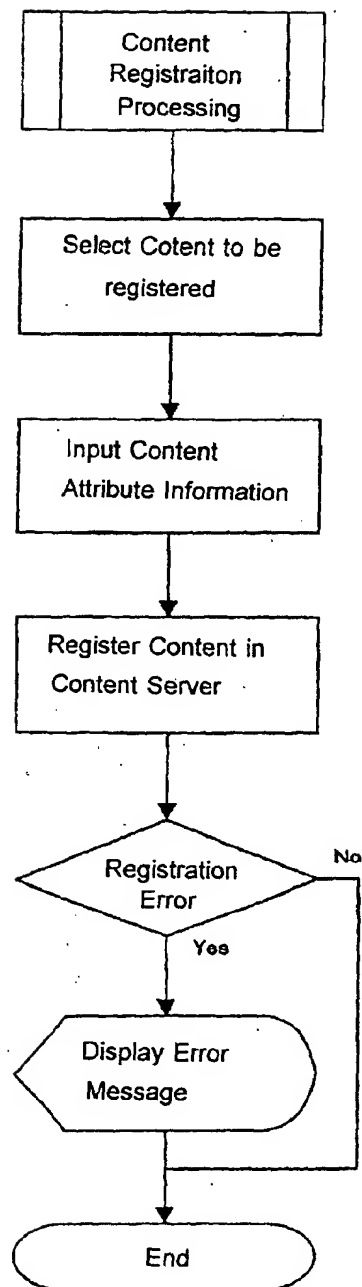 Content
Registraiton
Processing
Select Cotent to be
registered
Input Content
Attribute Information
Register Content in
Content Server
Registration
Error
No
Yes
Display Error
Message
End